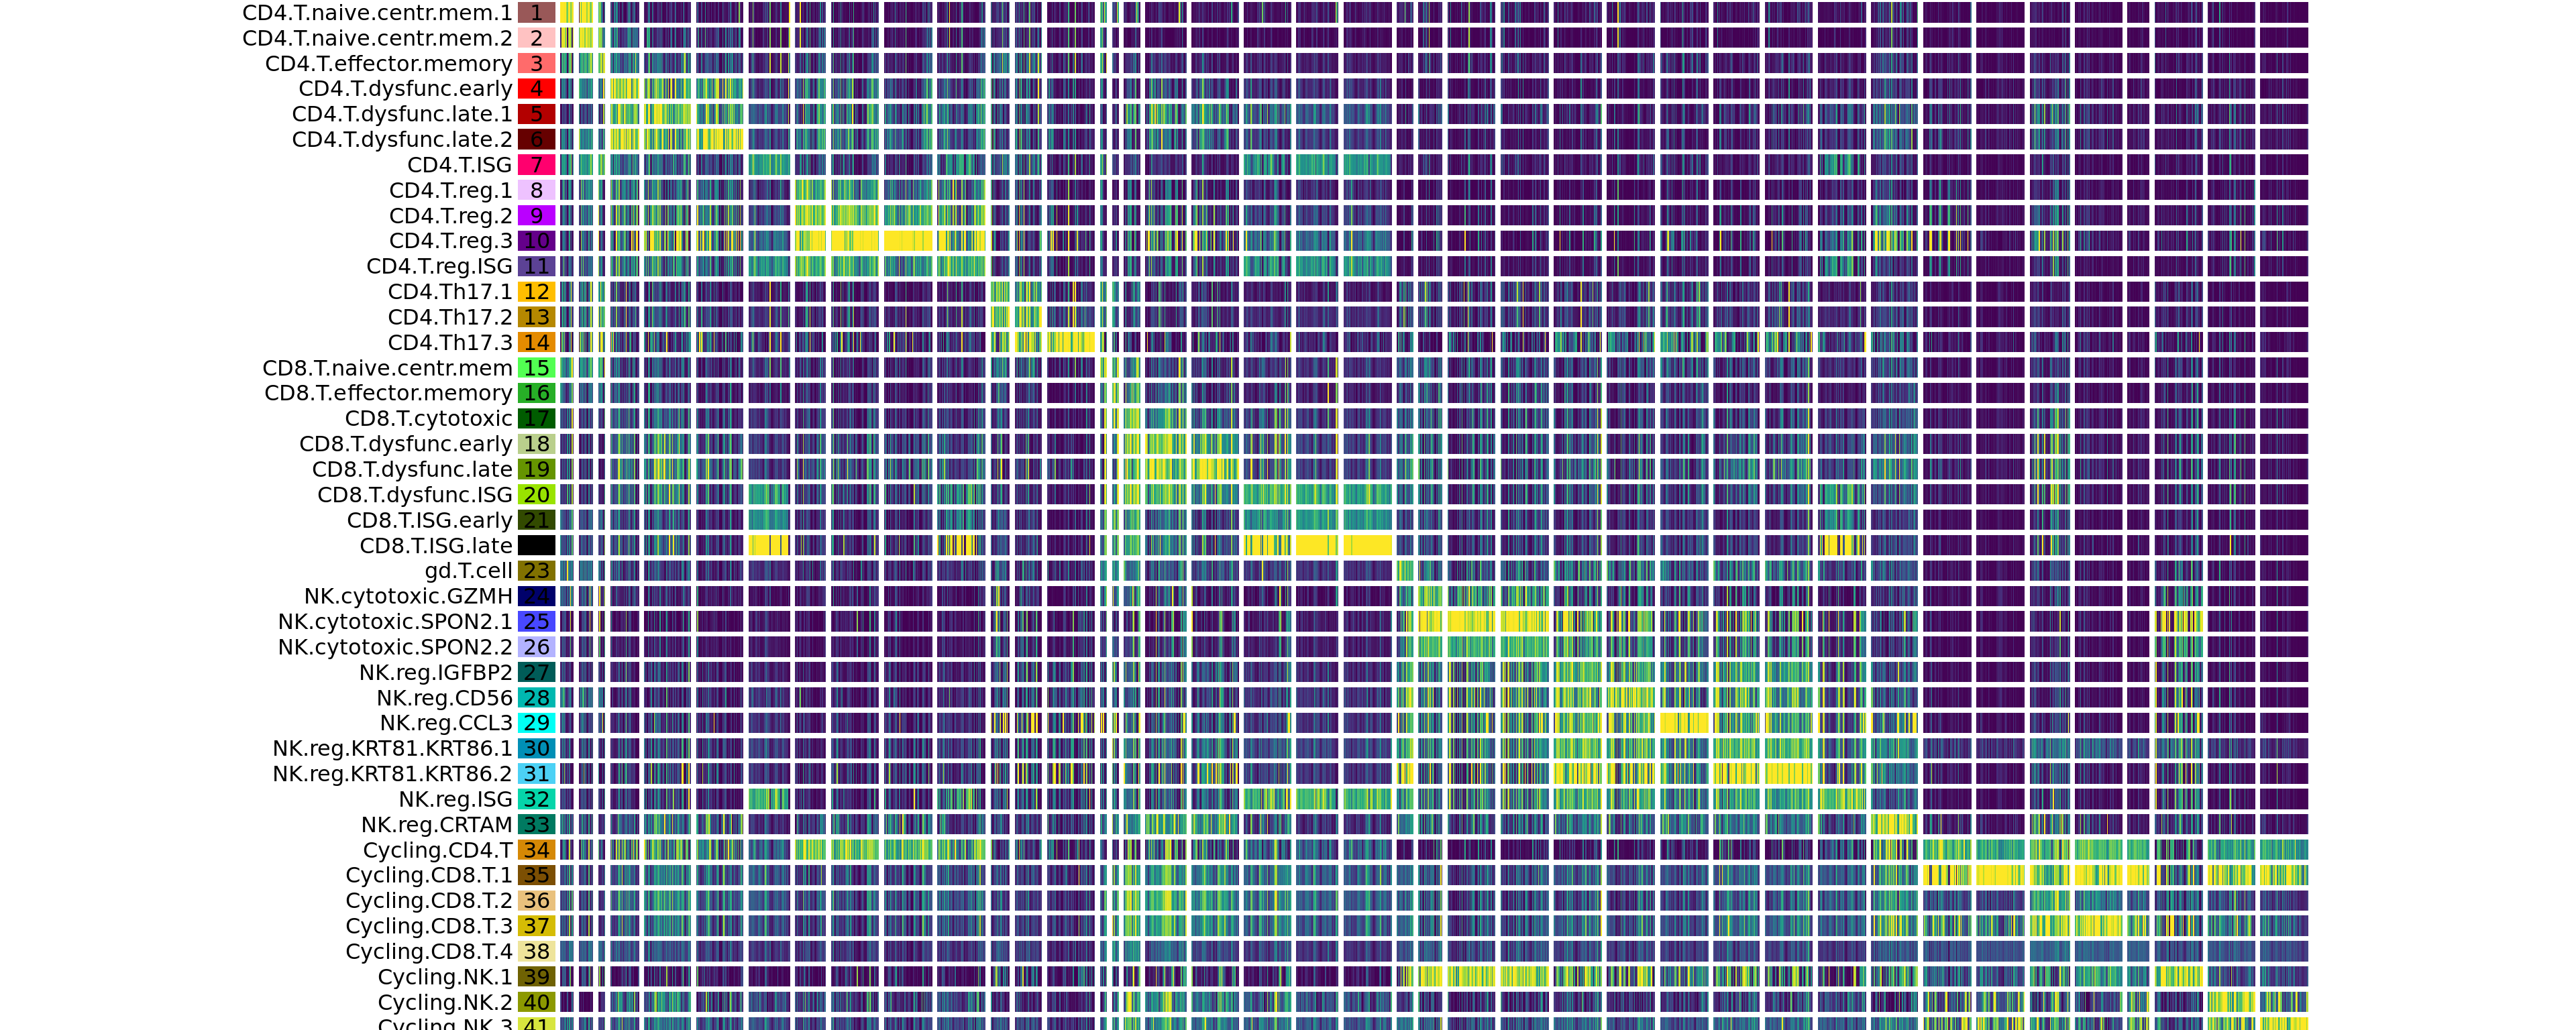 CD4.T.naive.centr.mem.1 1
CD4.T.naive.centr.mem.2 2
CD4.T.effector.memory 3
CD4.T.dysfunc.early 4
CD4.T.dysfunc.late.1 5
CD4.T.dysfunc.late.2 6
CD4.T.ISG 7
CD4.T.reg.1 8
CD4.T.reg.2 9
CD4.T.reg.3 10
CD4.T.reg.ISG 11
CD4.Th17.1 12
CD4.Th17.2 13
CD4.Th17.3 14
CD8.T.naive.centr.mem 15
CD8.T.effector.memory 16
CD8.T.cytotoxic 17
CD8.T.dysfunc.early 18
CD8.T.dysfunc.late 19
CD8.T.dysfunc.ISG 20
CD8.T.ISG.early 21
CD8.T.ISG.late
gd.T.cell 23
NK.cytotoxic.GZMH 24
NK.cytotoxic.SPON2.1 25
NK.cytotoxic.SPON2.2 26
NK.reg.IGFBP2 27
NK.reg.CD56 28
NK.reg.CCL3 29
NK.reg.KRT81.KRT86.1 30
NK.reg.KRT81.KRT86.2 31
NK.reg.ISG 32
NK.reg.CRTAM 33
Cycling.CD4.T 34
Cycling.CD8.T.1 35
Cycling.CD8.T.2 36
Cycling.CD8.T.3 37
Cycling.CD8.T.4 38
Cycling.NK.1 39
Cycling.NK.2 40
Cycling.NK.3 41